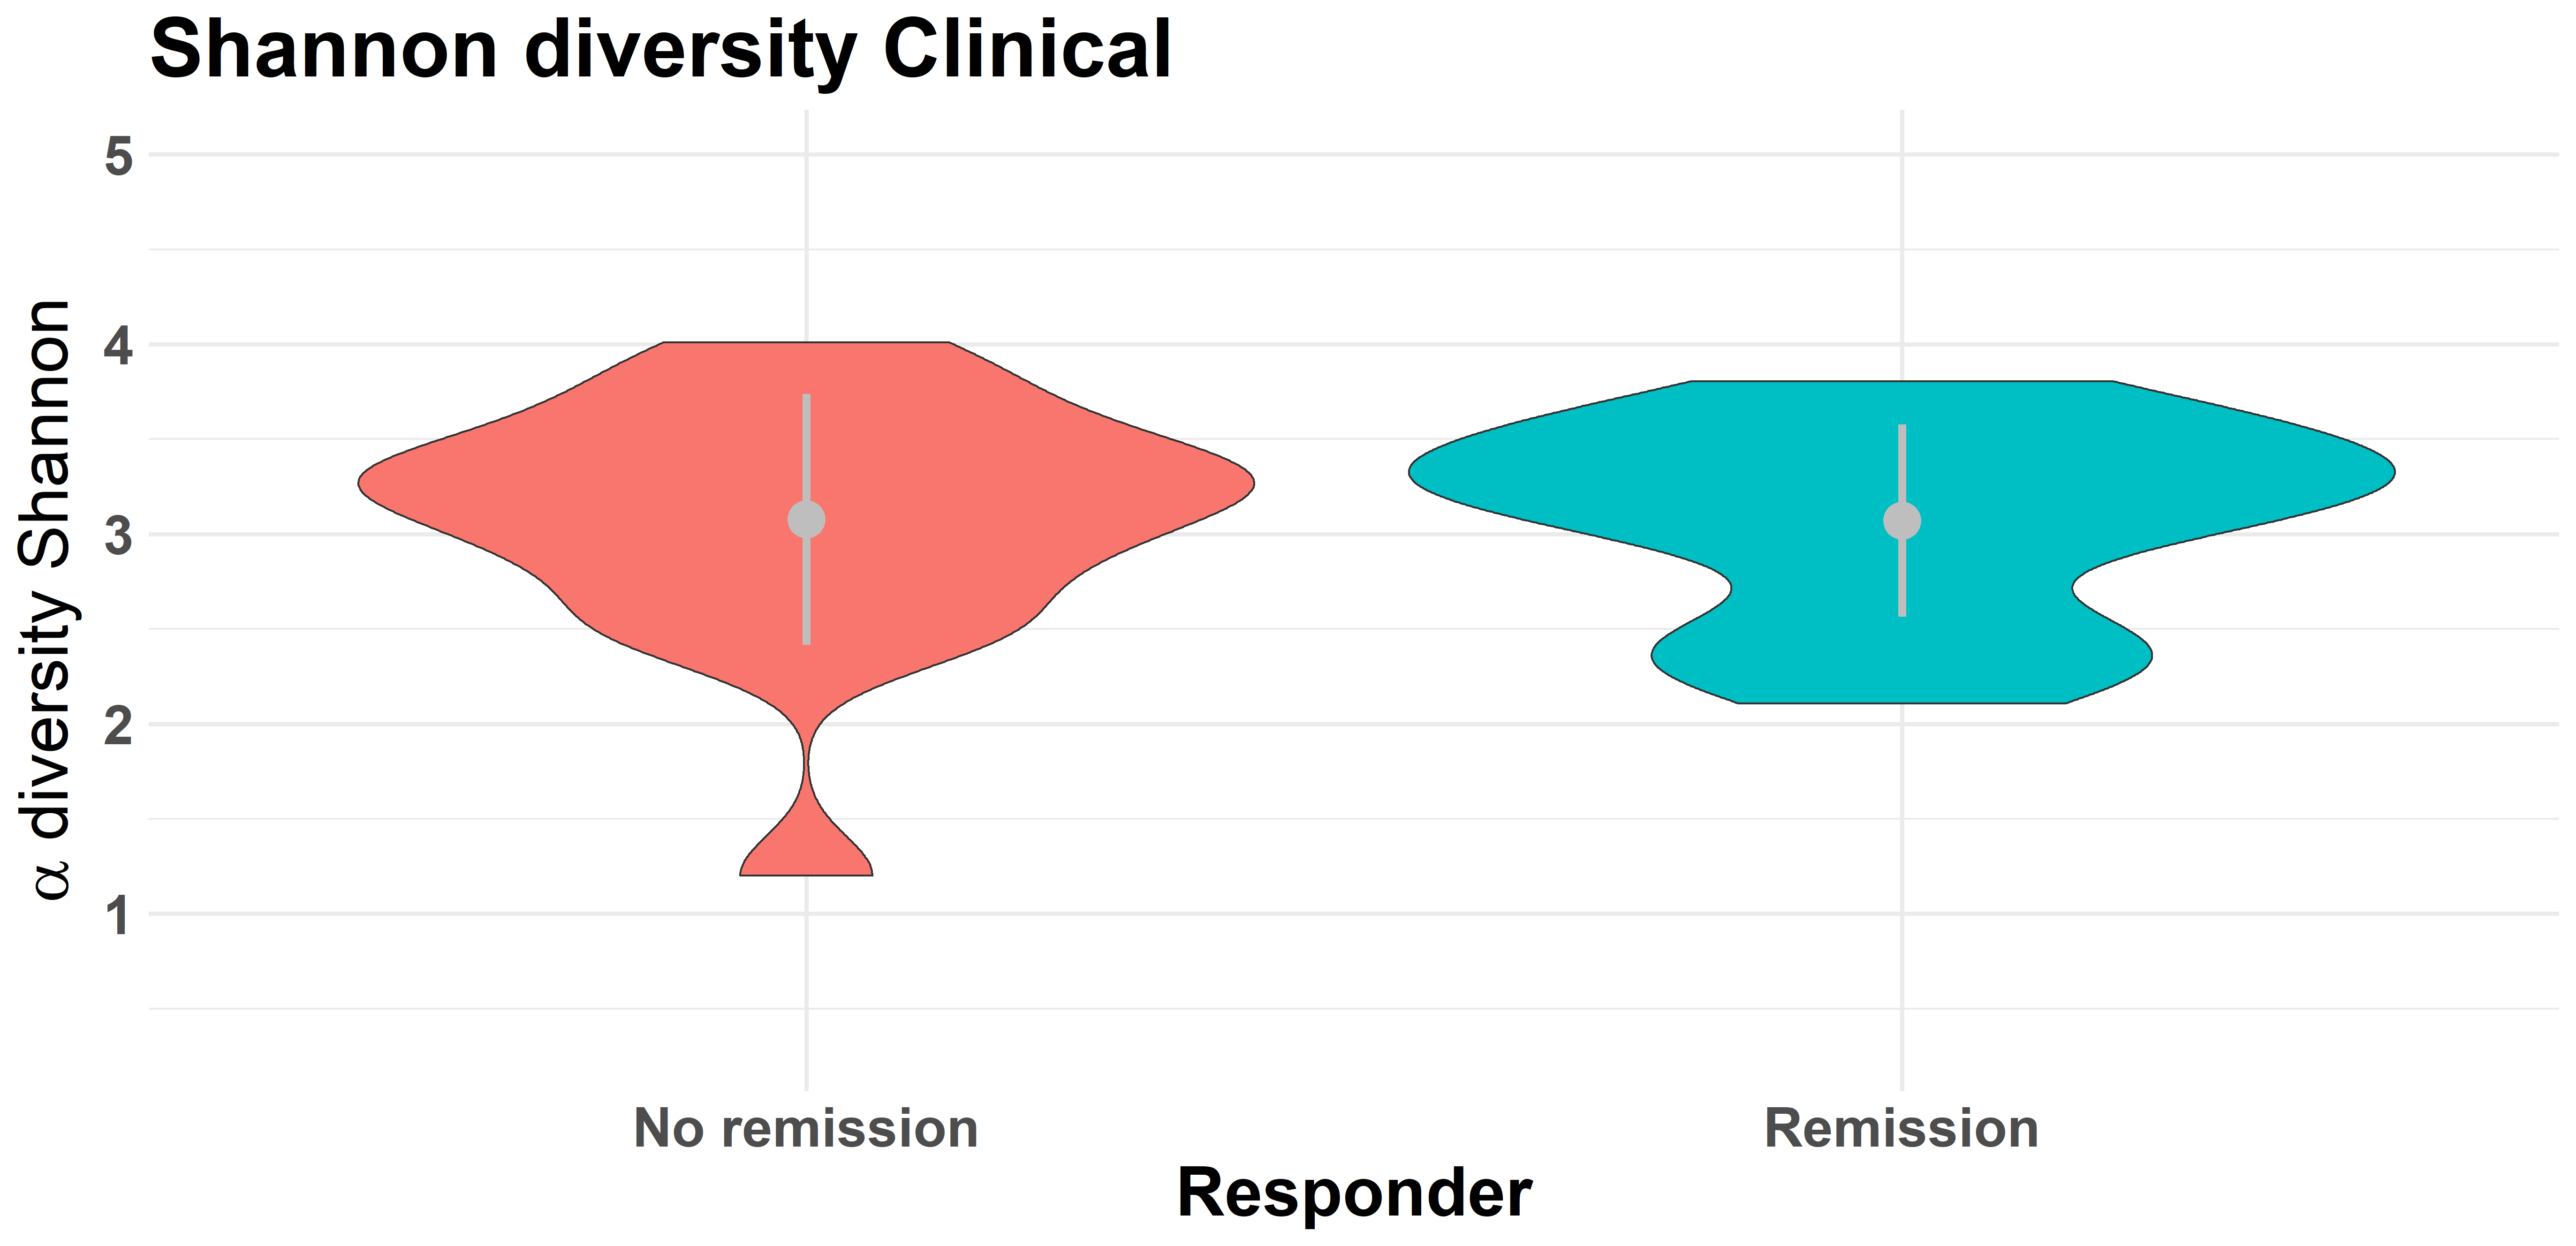 Shannon diversity Clinical
α diversity Shannon
5
4
3
2
1
No remission
Remission
Responder